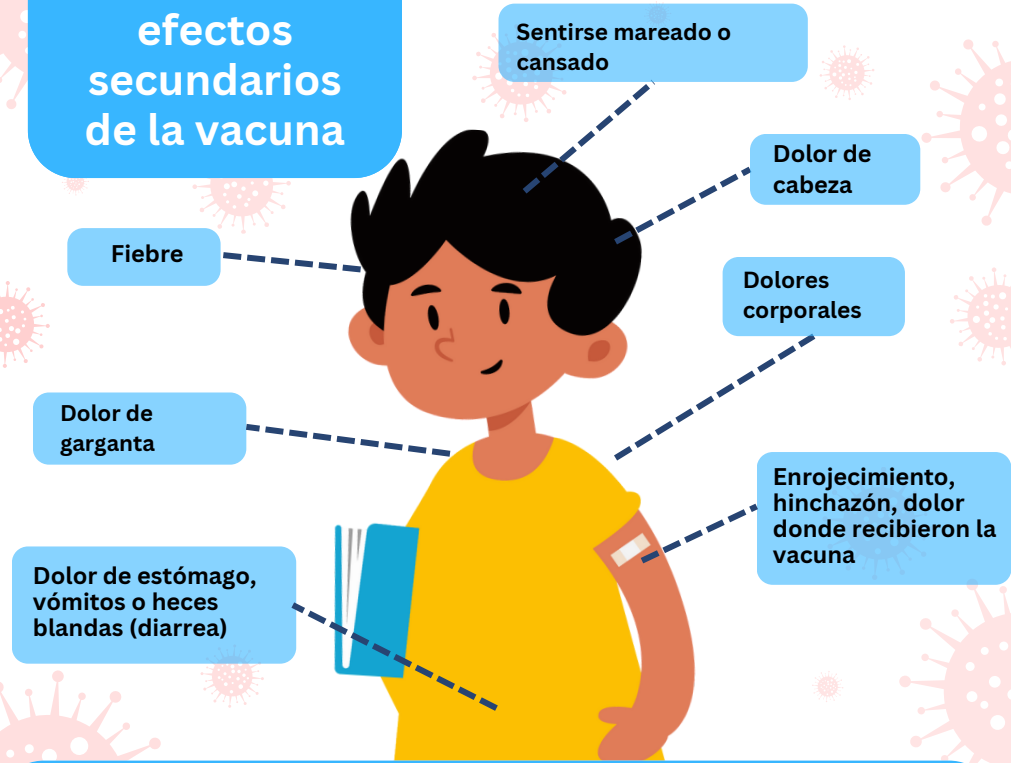 efectos
secundarios
de la vacuna
Sentirse mareado o
cansado
Dolor de
cabeza
Fiebre
Dolores
corporales
Dolor de
garganta
Enrojecimiento,
hinchazón, dolor
donde recibieron la
vacuna
Dolor de estómago,
vómitos o heces
blandas (diarrea)